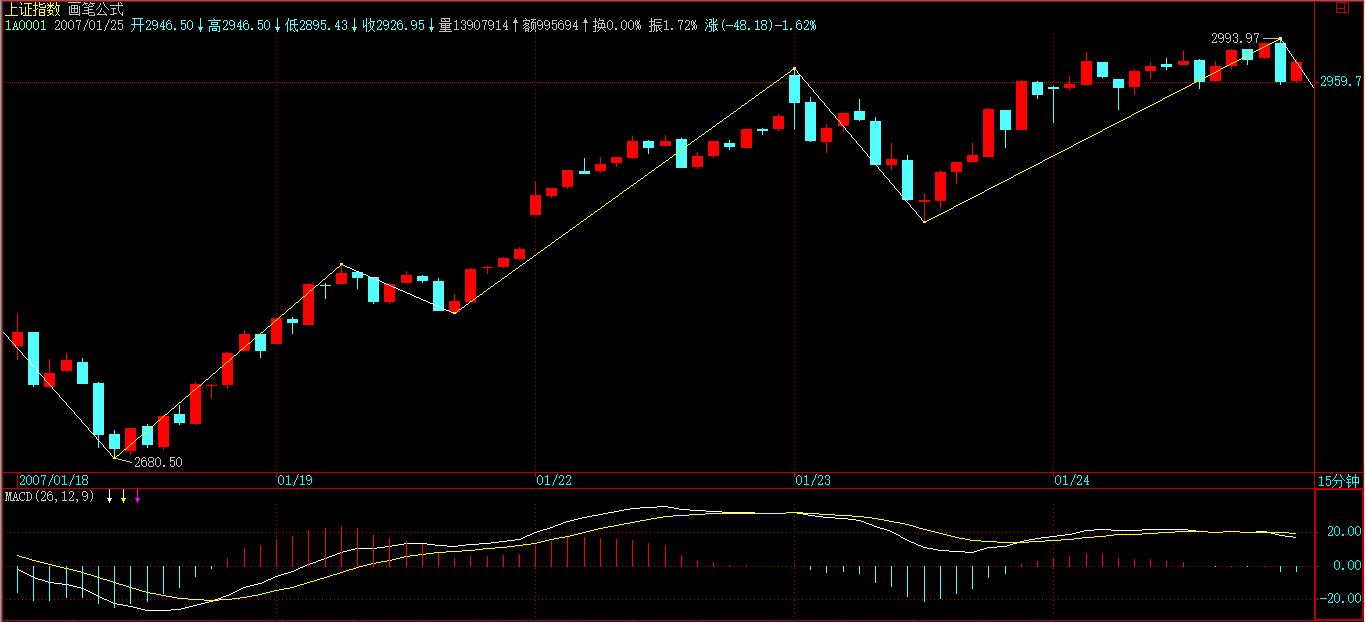 上证指数 画笔公式
1A0001 2007/01/25 开2946.50↓高2946.50↓低2895.43↓收2926.95↓量13907914↑额995694↑换0.00% 振1.72% 涨(-48.18)-1.62%
2993.97
2959.7
2680.50
2007/01/18 01/19 01/22 01/23 01/24 15分钟
MACD(26,12,9) ↓ ↓ ↓
20.00
0.00
-20.00